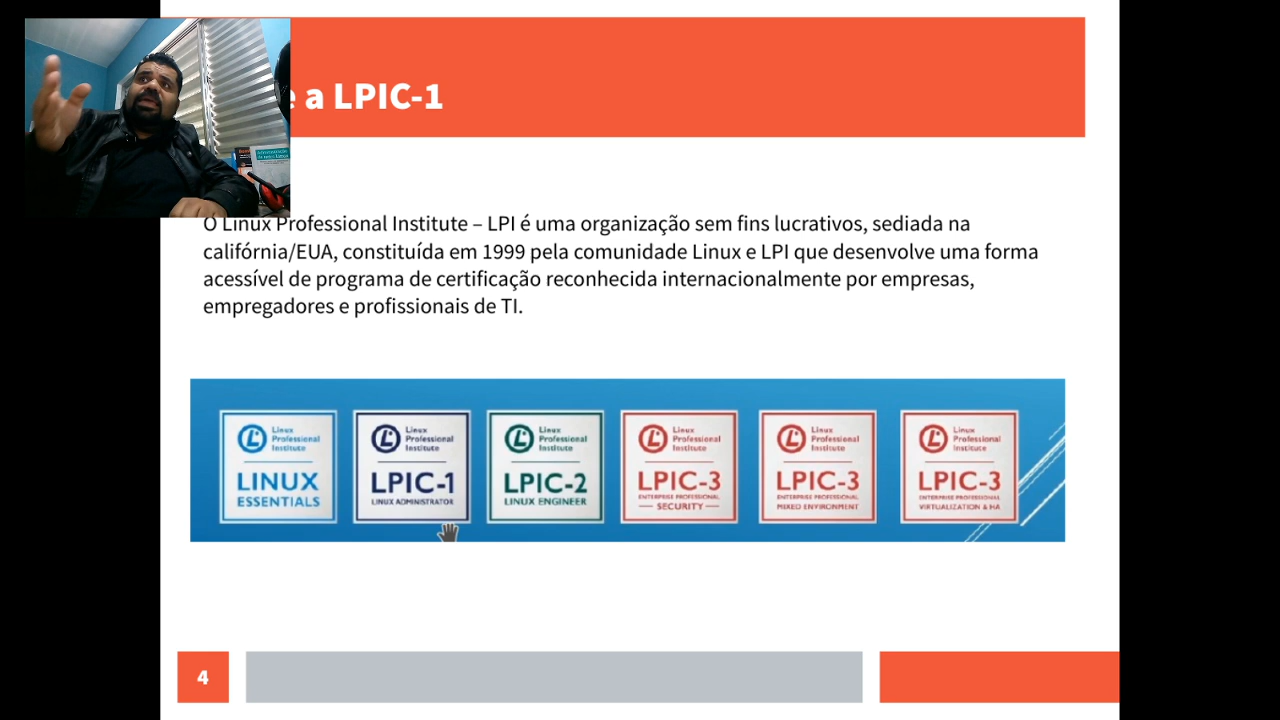 e a LPIC-1
O Linux Professional Institute – LPI é uma organização sem fins lucrativos, sediada na
califórnia/EUA, constituída em 1999 pela comunidade Linux e LPI que desenvolve uma forma
acessível de programa de certificação reconhecida internacionalmente por empresas,
empregadores e profissionais de TI.
Linux
Professional
Institute
LINUX
ESSENTIALS
Linux
Professional
Institute
LPIC-1
LINUX ADMINISTRATOR
Linux
Professional
Institute
LPIC-2
LINUX ENGINEER
Linux
Professional
Institute
LPIC-3
ENTERPRISE PROFESSIONAL
SECURITY
Linux
Professional
Institute
LPIC-3
ENTERPRISE PROFESSIONAL
MIXED ENVIRONMENT
Linux
Professional
Institute
LPIC-3
ENTERPRISE PROFESSIONAL
VIRTUALIZATION & HA
4